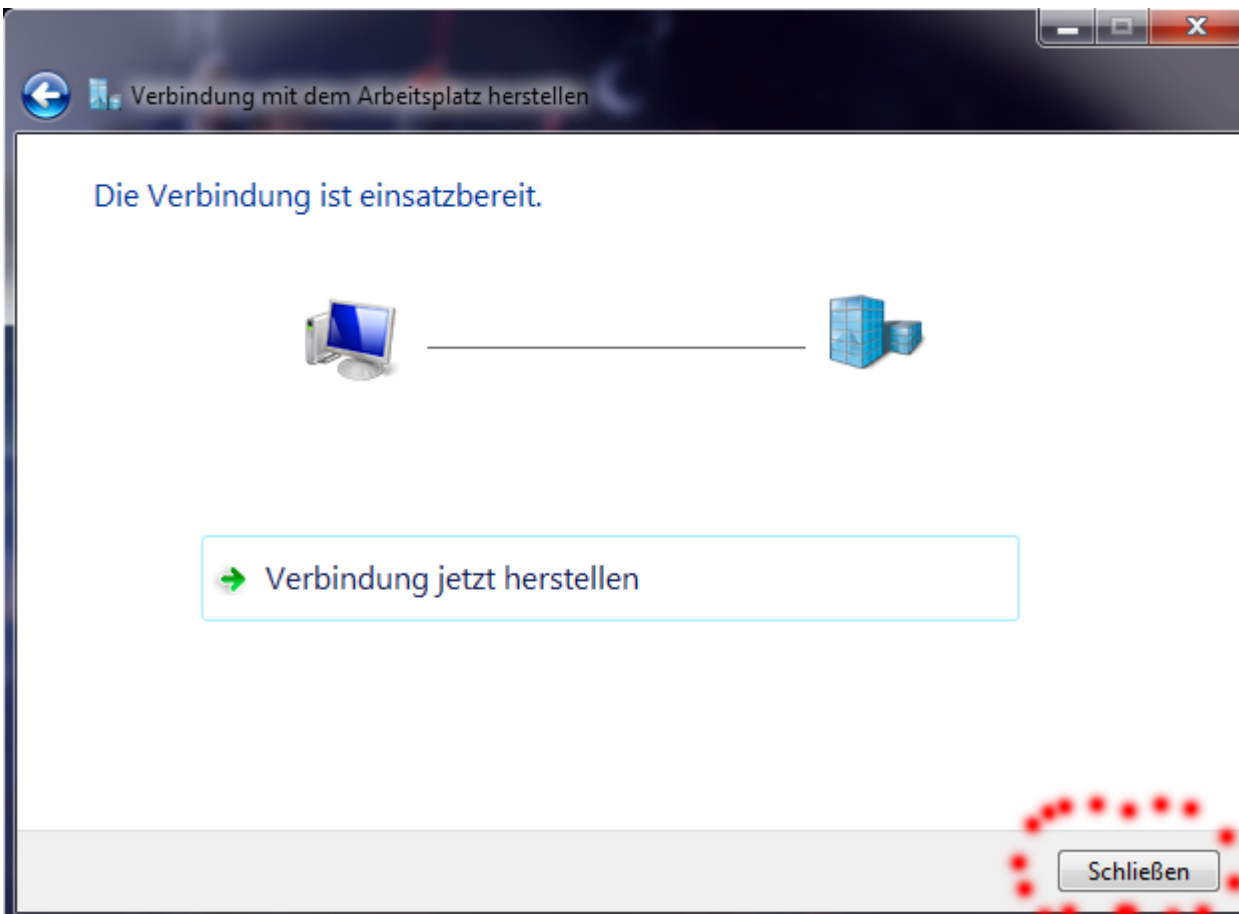 Verbindung mit dem Arbeitsplatz herstellen
Die Verbindung ist einsatzbereit.
Verbindung jetzt herstellen
Schließen